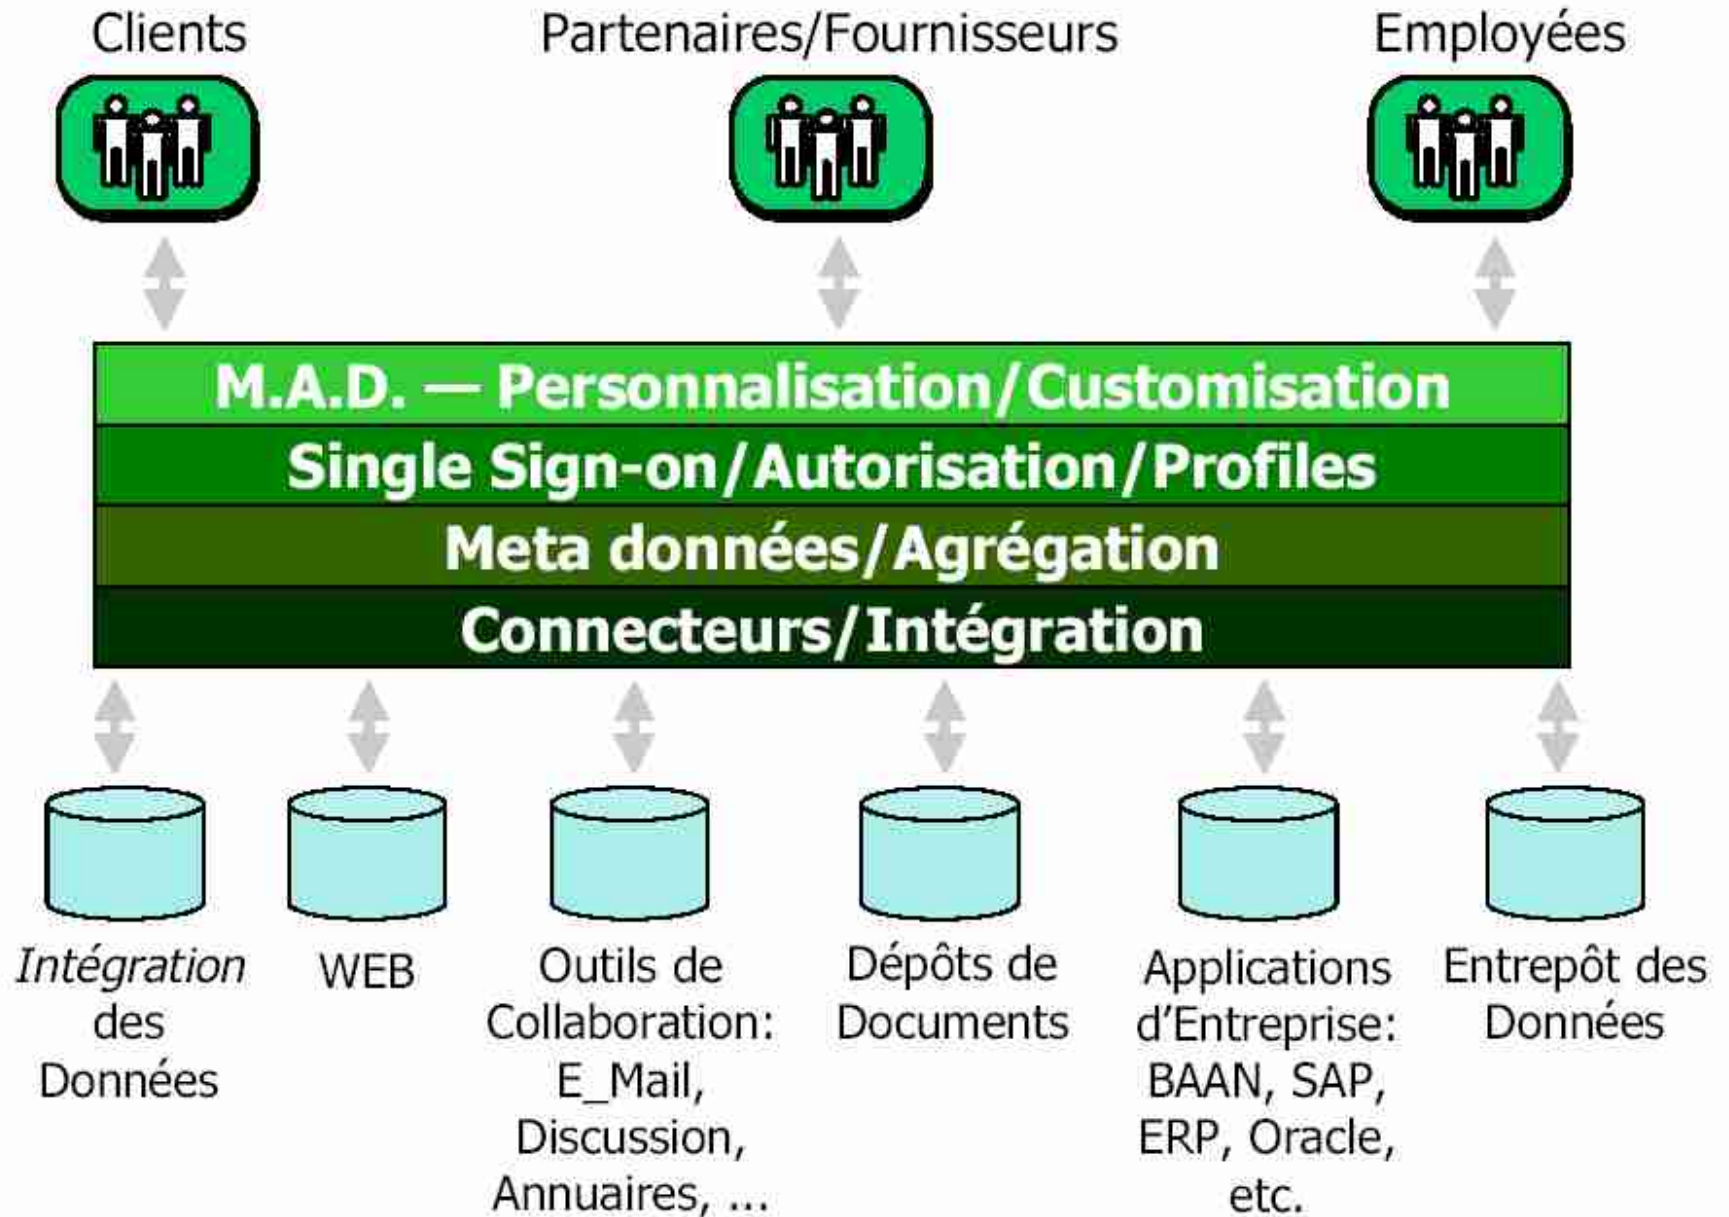 Clients
Partenaires/Fournisseurs
Employées
M.A.D. — Personnalisation/Customisation
Single Sign-on/Autorisation/Profiles
Meta données/Agrégation
Connecteurs/Intégration
Intégration
des
Données
WEB
Outils de
Collaboration:
E_Mail,
Discussion,
Annuaires, ...
Dépôts de
Documents
Applications
d'Entreprise:
BAAN, SAP,
ERP, Oracle,
etc.
Entrepôt des
Données